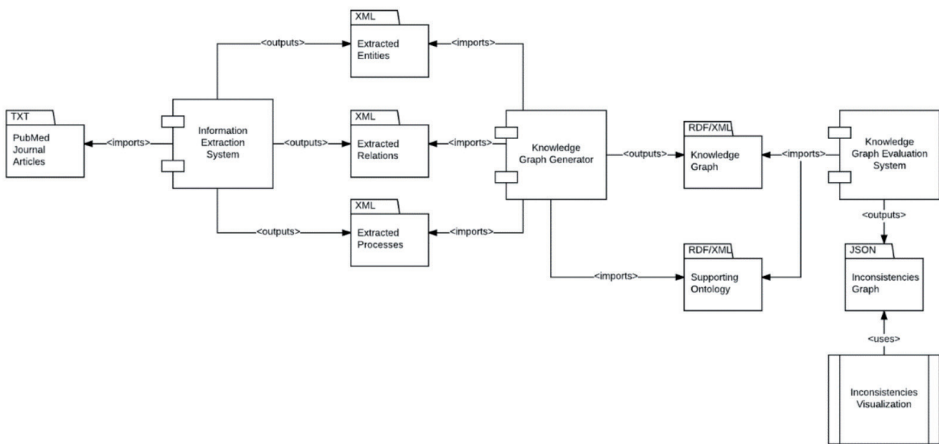 XML
Extracted
Entities
<outputs>
<imports>
TXT
PubMed
Journal
Articles
<imports>
Information
Extraction
System
<outputs>
XML
Extracted
Relations
<imports>
Knowledge
Graph Generator
<outputs>
RDF/XML
Knowledge
Graph
<imports>
Knowledge
Graph Evaluation
System
<outputs>
XML
Extracted
Processes
<outputs>
<imports>
<imports>
RDF/XML
Supporting
Ontology
JSON
Inconsistencies
Graph
<uses>
Inconsistencies
Visualization